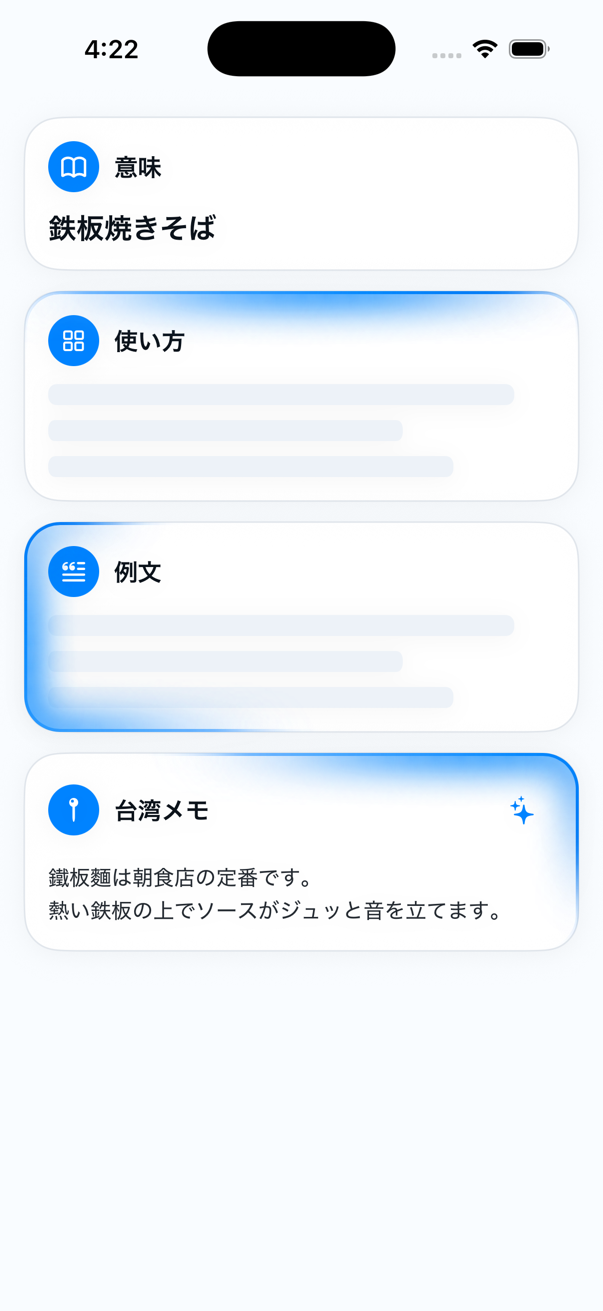 4:22
意味
鉄板焼きそば
使い方
例文
台湾メモ
鐵板麵は朝食店の定番です。
熱い鉄板の上でソースがジュッと音を立てます。